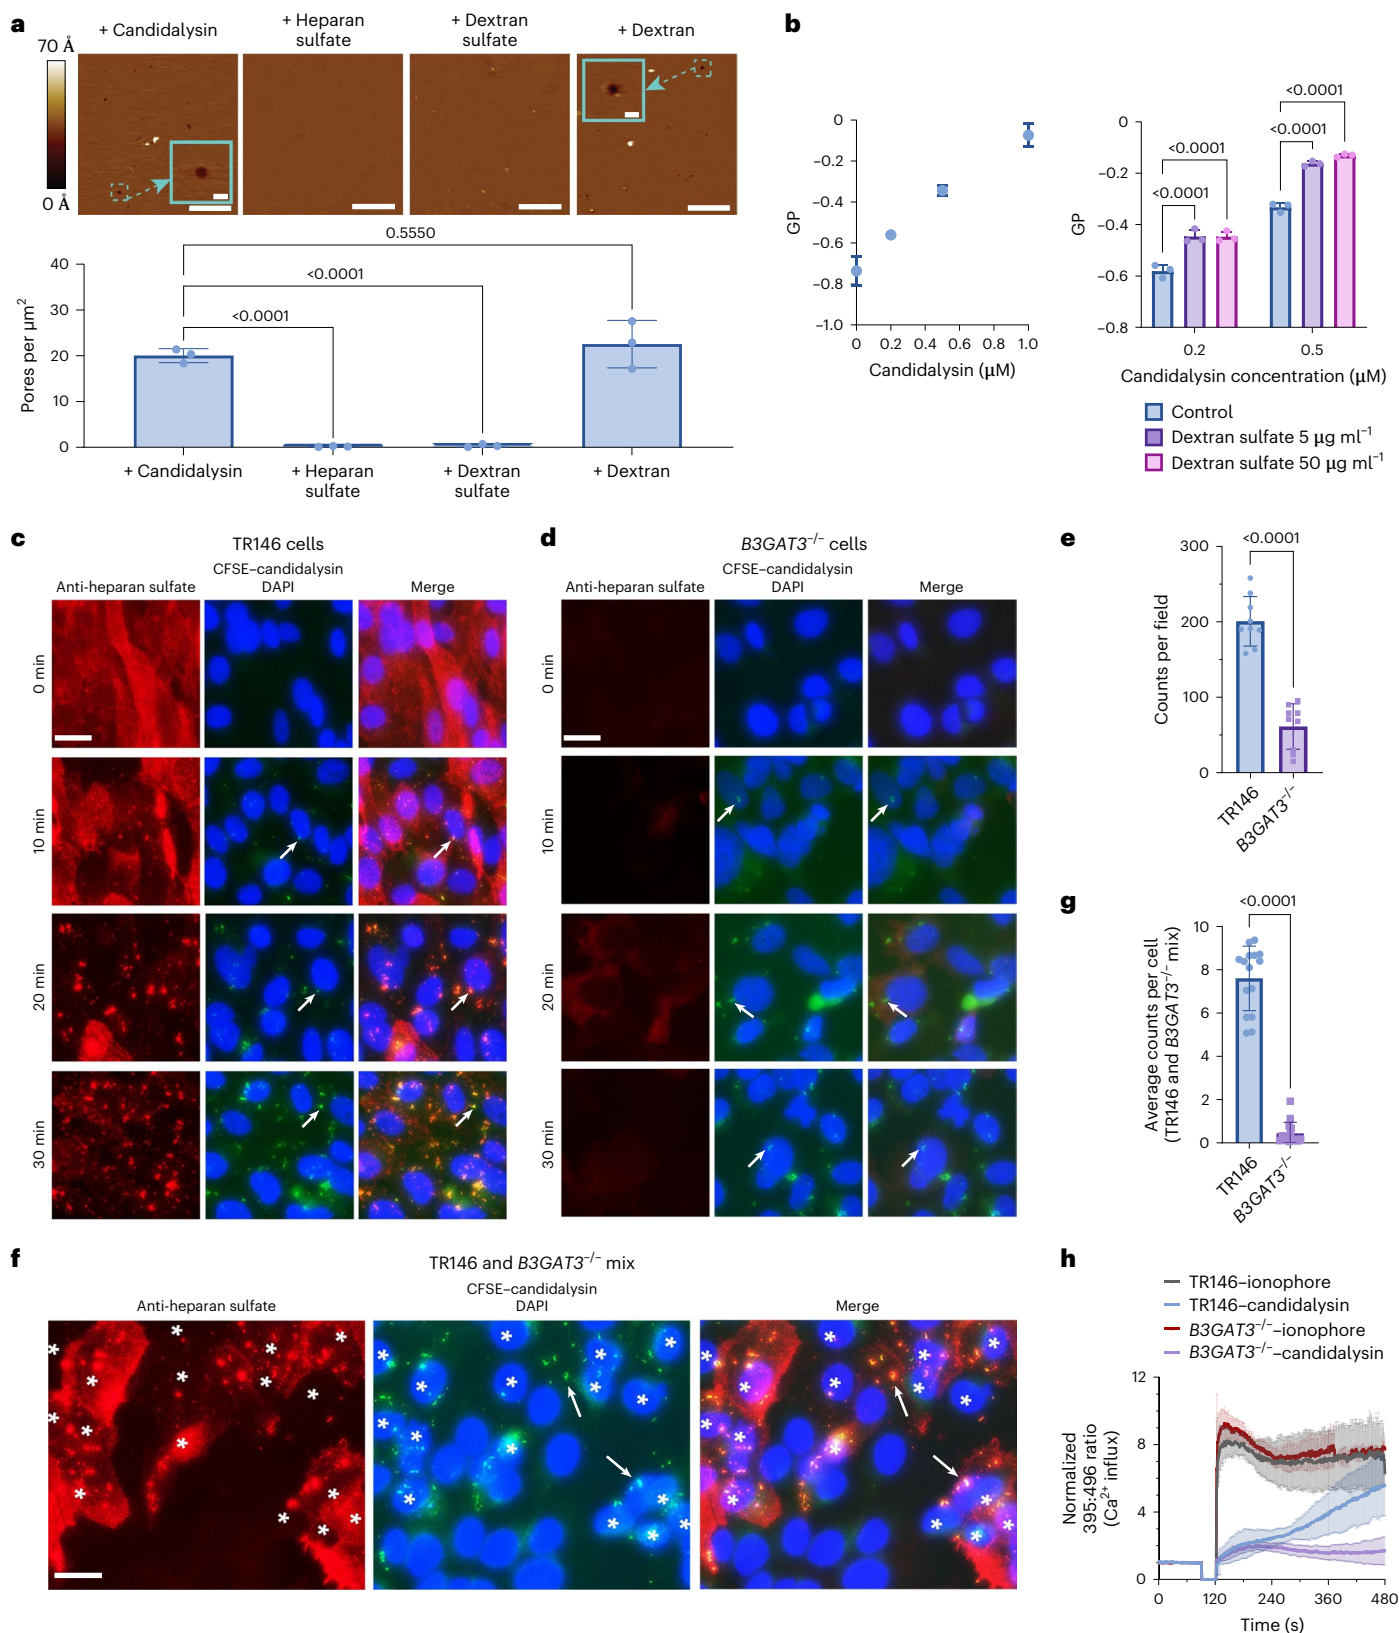 a
+ Candidalysin
+ Heparan
sulfate
+ Dextran
sulfate
+ Dextran
70 Å
0 Å
0.5550
<0.0001
<0.0001
Pores per µm2
40
30
20
10
0
+ Candidalysin
+ Heparan
sulfate
+ Dextran
sulfate
+ Dextran
b
GP
0
−0.2
−0.4
−0.6
−0.8
−1.0
0 0.2 0.4 0.6 0.8 1.0
Candidalysin (µM)
<0.0001
<0.0001
<0.0001
<0.0001
GP
0
−0.2
−0.4
−0.6
−0.8
0.2 0.5
Candidalysin concentration (µM)
Control
Dextran sulfate 5 µg ml−1
Dextran sulfate 50 µg ml−1
c
TR146 cells
Anti-heparan sulfate
CFSE–candidalysin
DAPI
Merge
0 min
10 min
20 min
30 min
d
B3GAT3−/− cells
Anti-heparan sulfate
CFSE–candidalysin
DAPI
Merge
0 min
10 min
20 min
30 min
e
<0.0001
Counts per field
300
200
100
0
TR146
B3GAT3−/−
g
<0.0001
Average counts per cell
(TR146 and B3GAT3−/− mix)
10
8
6
4
2
0
TR146
B3GAT3−/−
f
TR146 and B3GAT3−/− mix
Anti-heparan sulfate
CFSE–candidalysin
DAPI
Merge
h
TR146–ionophore
TR146–candidalysin
B3GAT3−/−–ionophore
B3GAT3−/−–candidalysin
Normalized
395:496 ratio
(Ca2+ influx)
12
8
4
0
0 120 240 360 480
Time (s)